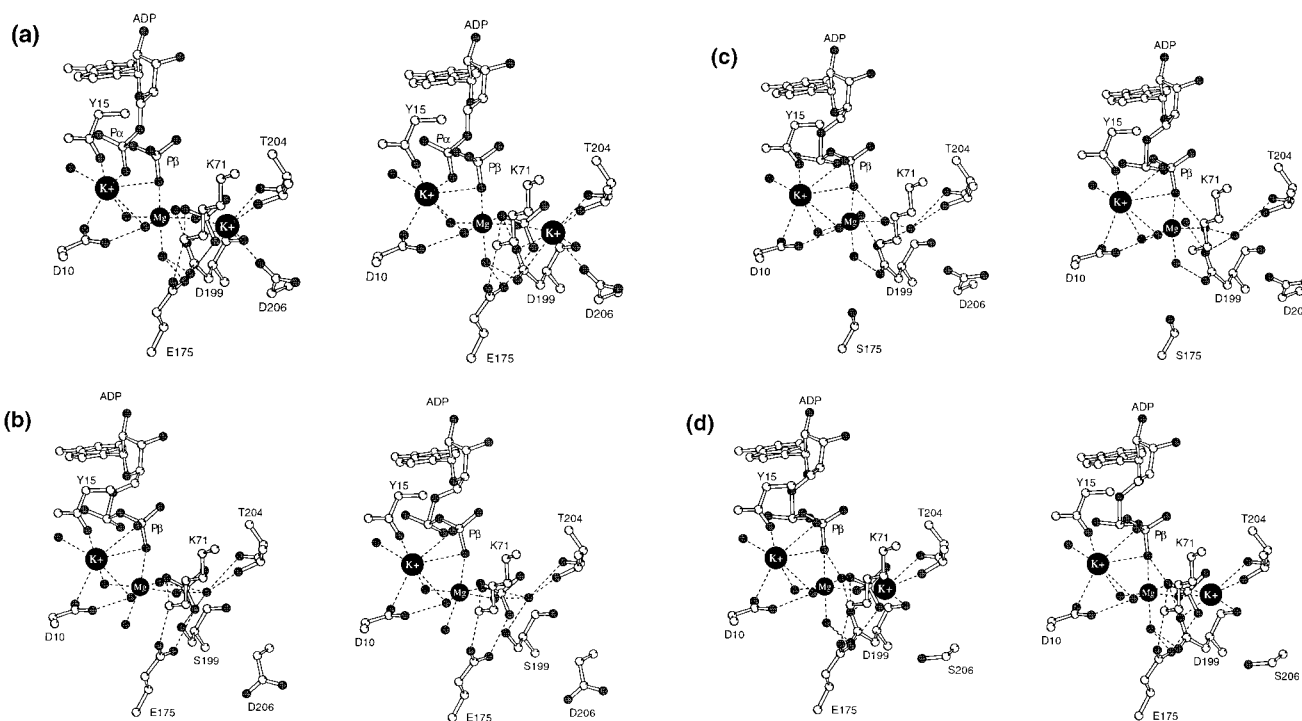 (a)
ADP
Y15
Pα
Pβ
K71
T204
K+
Mg
K+
D10
D199
D206
E175
ADP
Y15
Pα
Pβ
K71
T204
K+
Mg
K+
D10
D199
D206
E175
(c)
ADP
Y15
Pβ
K71
T204
K+
Mg
D10
D199
D206
S175
ADP
Y15
Pβ
K71
T204
K+
Mg
D10
D199
D20
S175
(b)
ADP
Y15
Pβ
K71
T204
K+
Mg
D10
S199
D206
E175
ADP
Y15
Pβ
K71
T204
K+
Mg
D10
S199
D206
E175
(d)
ADP
Y15
Pβ
K71
T204
K+
Mg
K+
D10
D199
S206
E175
ADP
Y15
Pβ
K71
T204
K+
Mg
K+
D10
D199
S206
E175